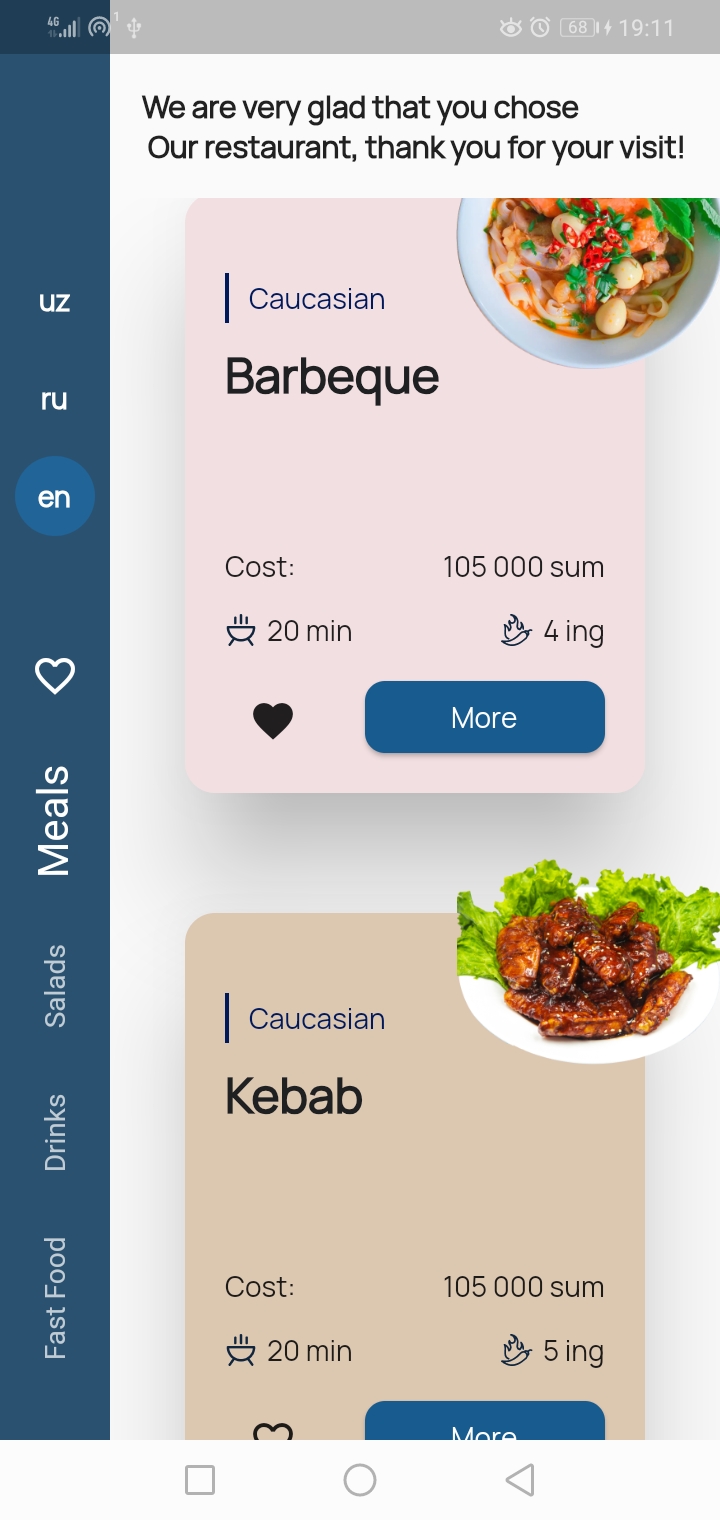 4G 1 68 19:11
We are very glad that you chose
Our restaurant, thank you for your visit!
uz
ru
en
Meals
Salads
Drinks
Fast Food
Caucasian
Barbeque
Cost: 105 000 sum
20 min 4 ing
More
Caucasian
Kebab
Cost: 105 000 sum
20 min 5 ing
More